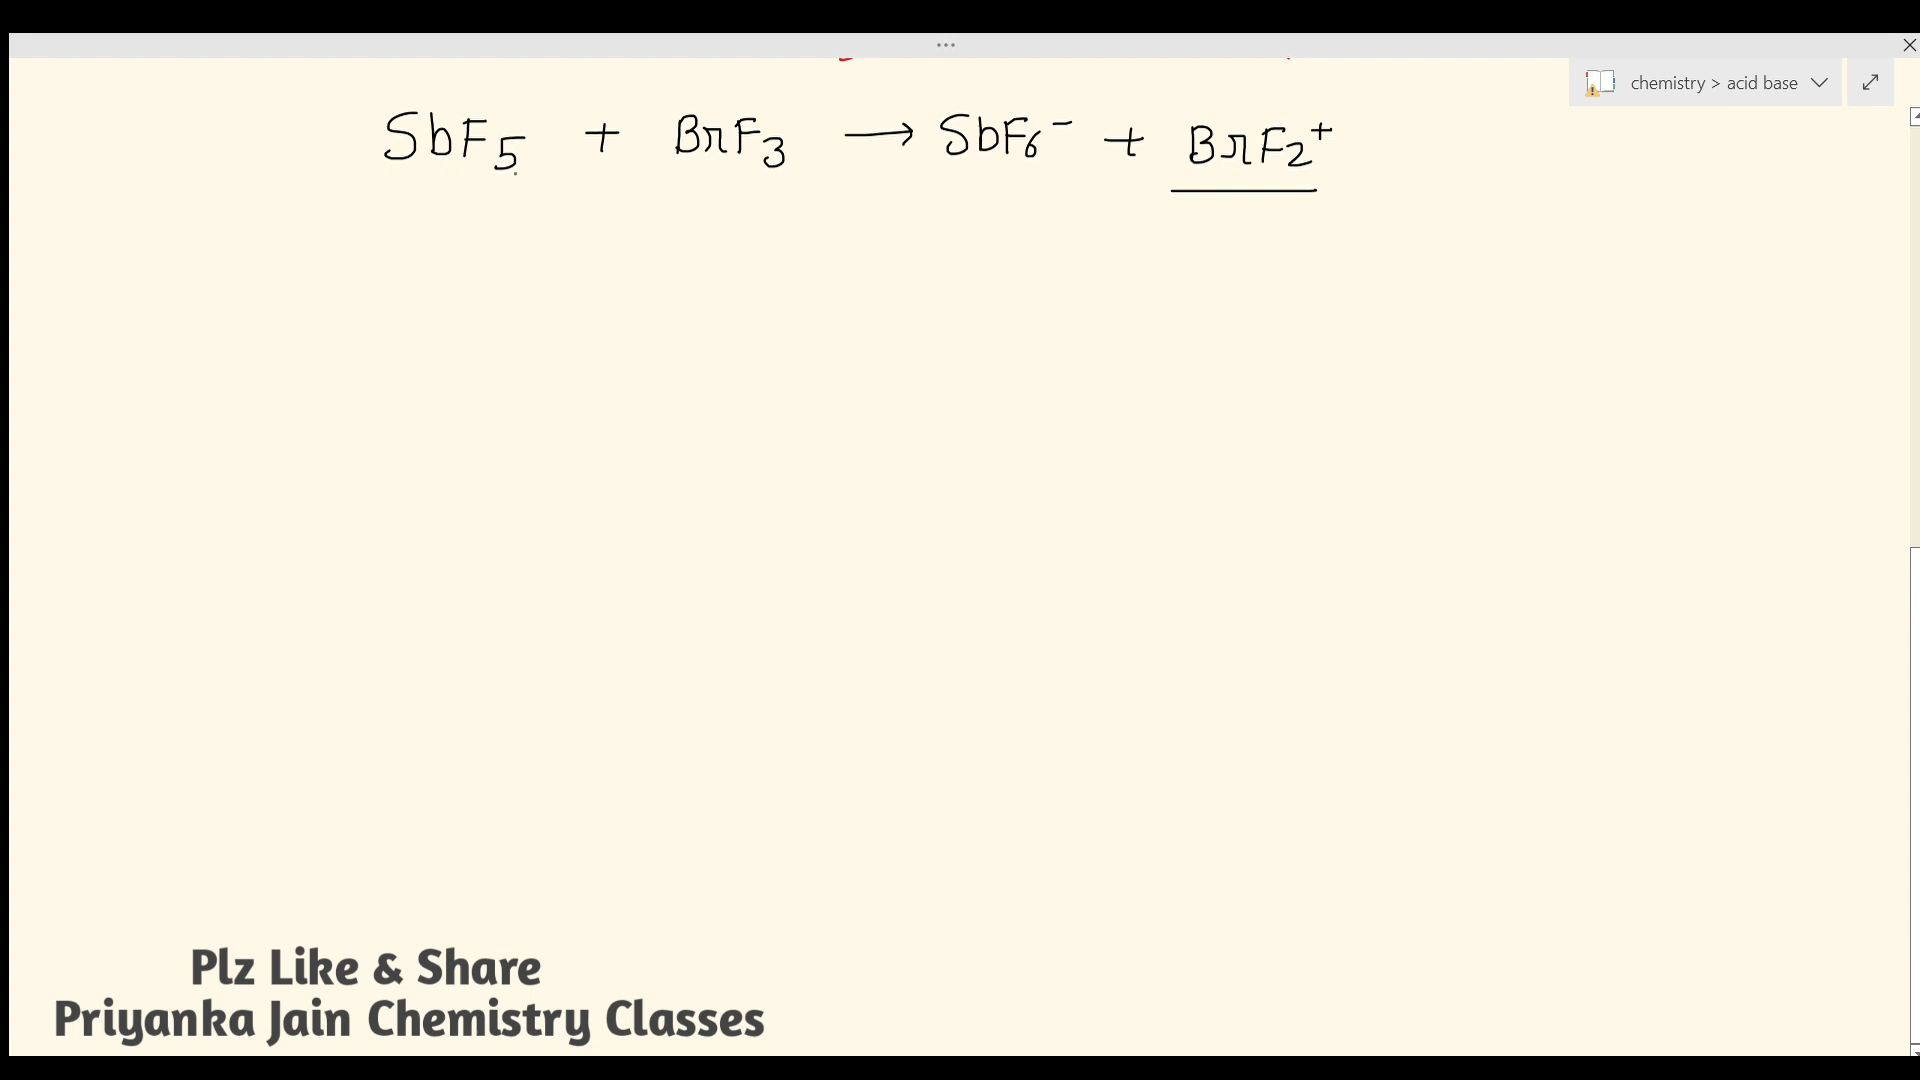 chemistry > acid base
SbF5 + BrF3 → SbF6⁻ + BrF2⁺
Plz Like & Share
Priyanka Jain Chemistry Classes